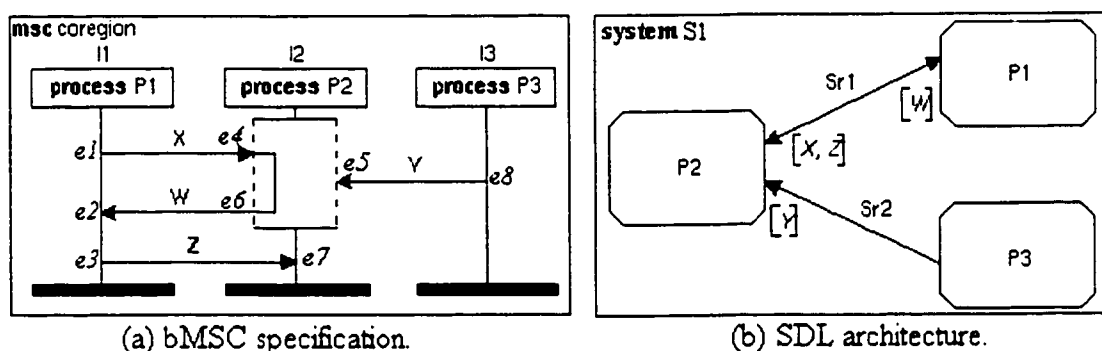 msc coregion
I1 I2 I3
process P1 process P2 process P3
e1 X e4
e5 Y e8
e2 W e6
e3 Z e7
(a) bMSC specification.
system S1
P1
Sr1
[W]
[X, Z]
P2
Sr2
[Y]
P3
(b) SDL architecture.